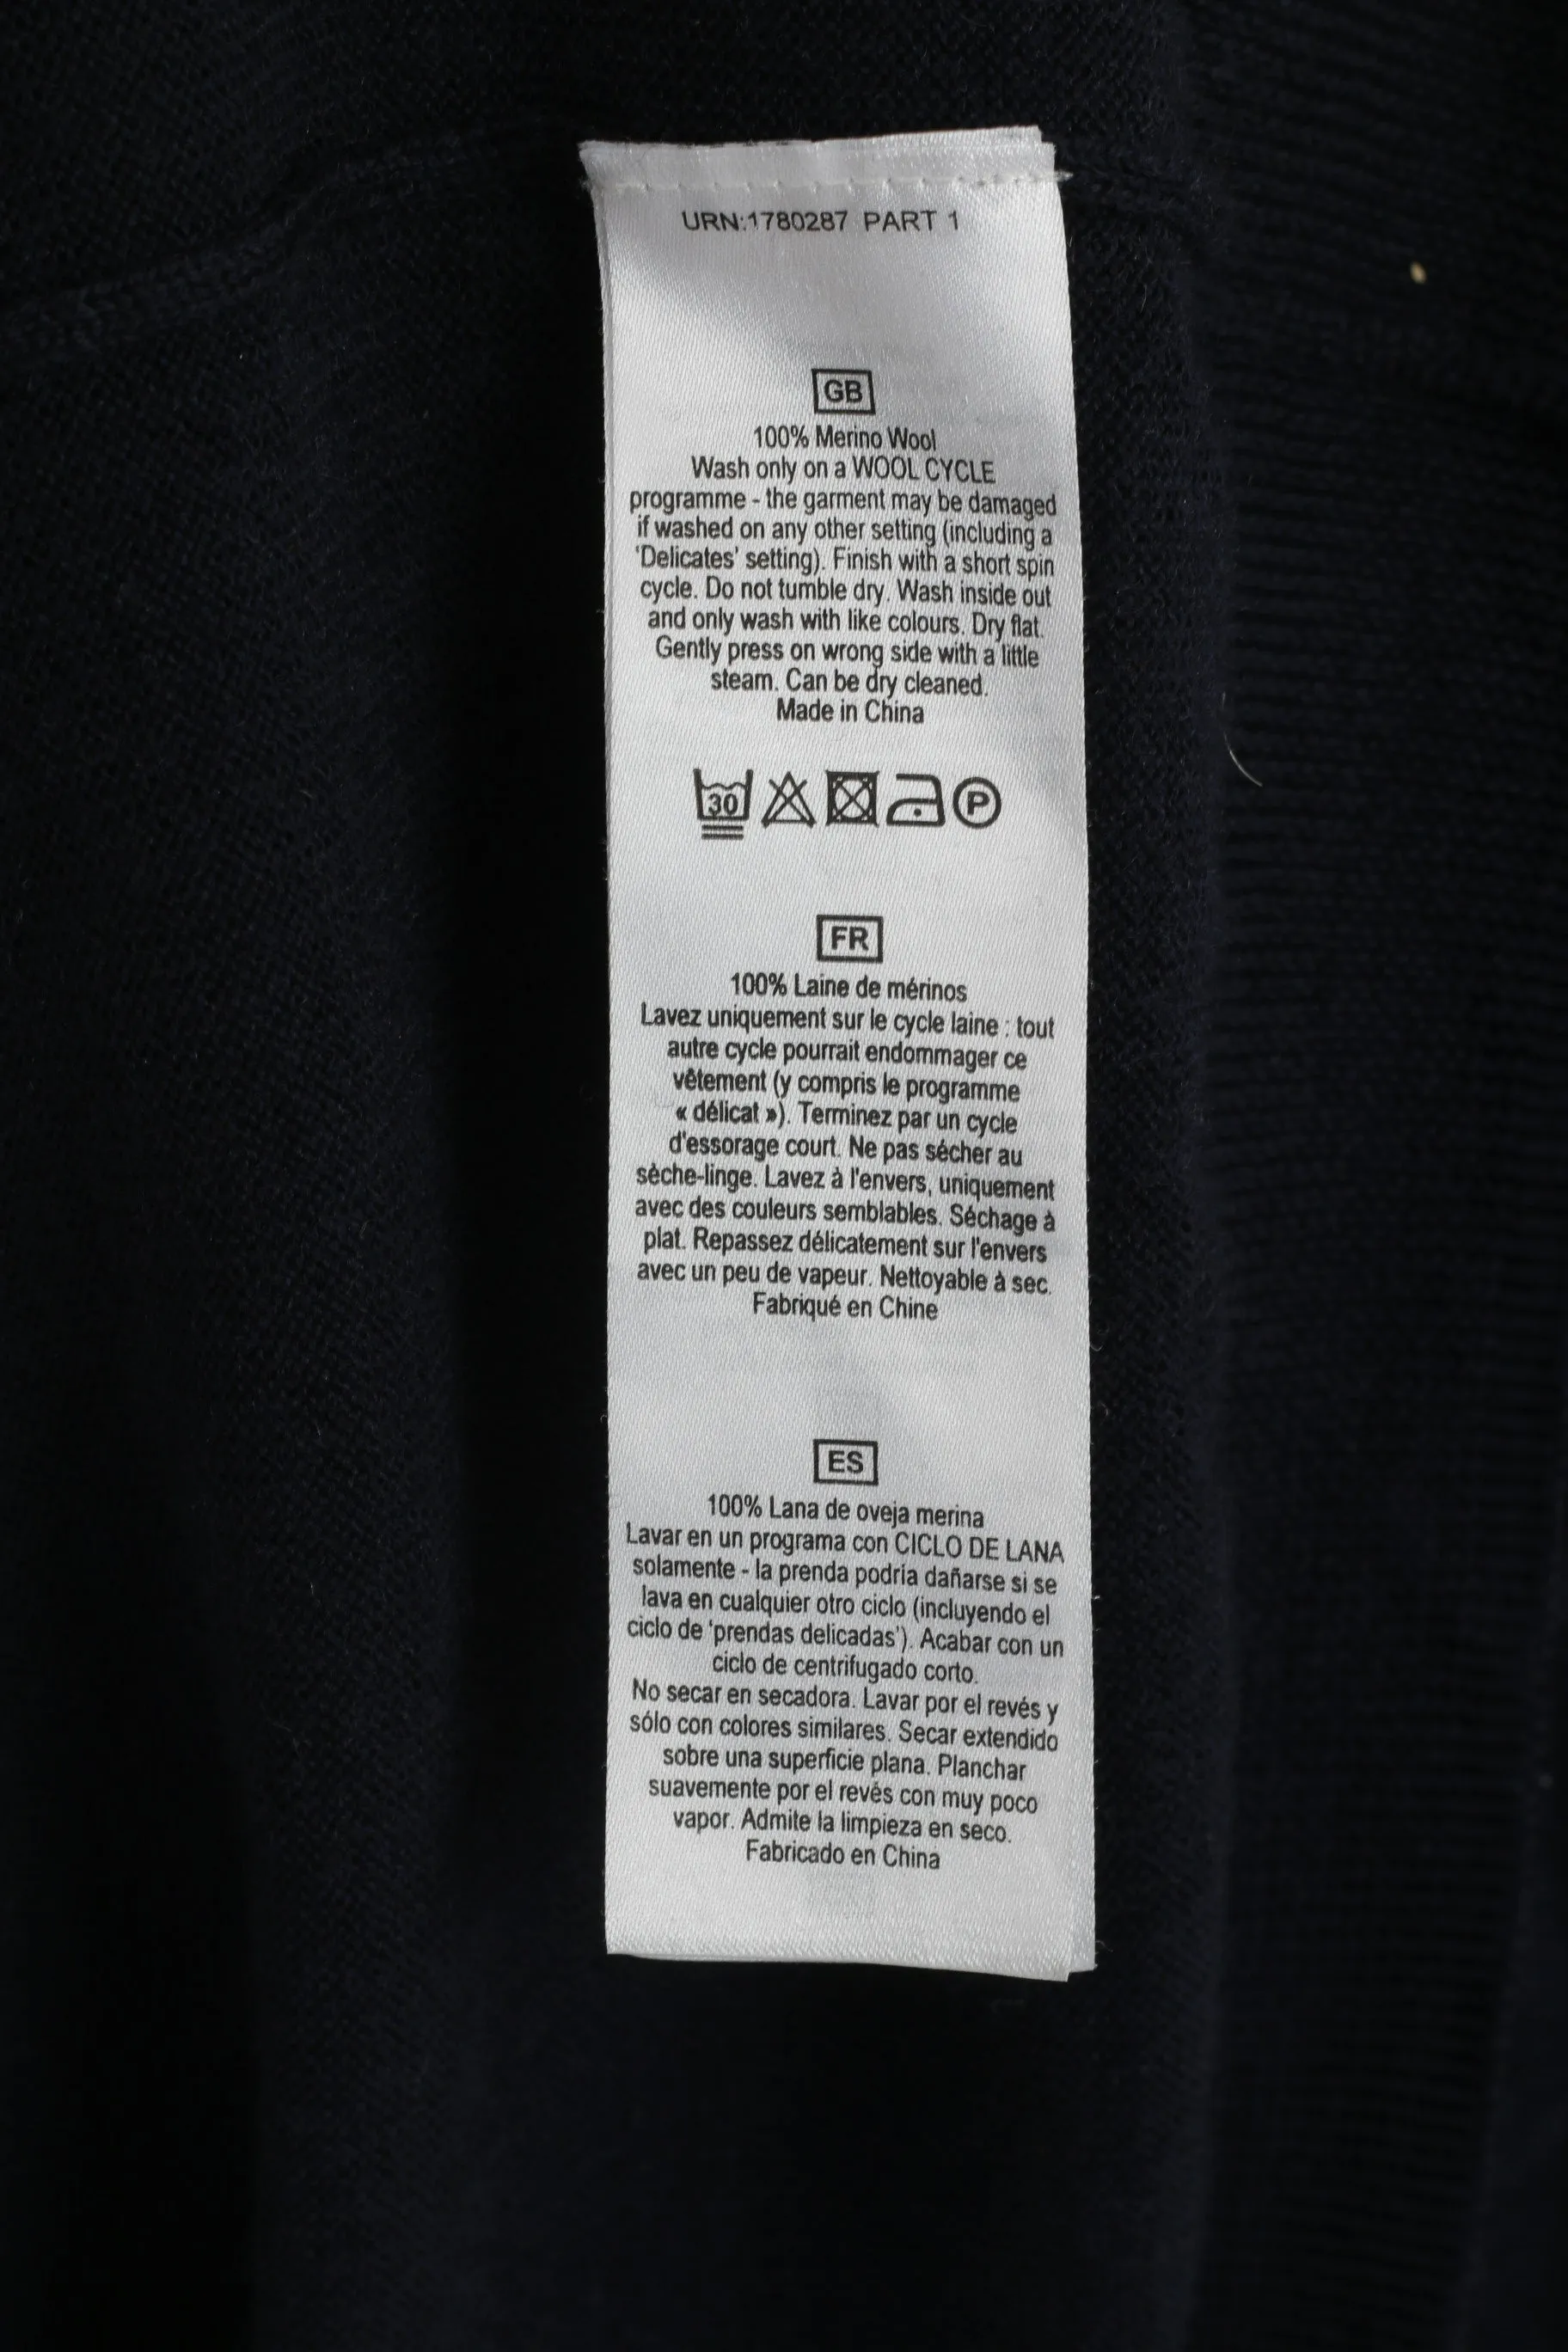 URN:1780287 PART 1
GB
100% Merino Wool
Wash only on a WOOL CYCLE
programme - the garment may be damaged
if washed on any other setting (including a
'Delicates' setting). Finish with a short spin
cycle. Do not tumble dry. Wash inside out
and only wash with like colours. Dry flat.
Gently press on wrong side with a little
steam. Can be dry cleaned.
Made in China
30 P
FR
100% Laine de mérinos
Lavez uniquement sur le cycle laine : tout
autre cycle pourrait endommager ce
vêtement (y compris le programme
« délicat »). Terminez par un cycle
d'essorage court. Ne pas sécher au
sèche-linge. Lavez à l'envers, uniquement
avec des couleurs semblables. Séchage à
plat. Repassez délicatement sur l'envers
avec un peu de vapeur. Nettoyable à sec.
Fabriqué en Chine
ES
100% Lana de oveja merina
Lavar en un programa con CICLO DE LANA
solamente - la prenda podría dañarse si se
lava en cualquier otro ciclo (incluyendo el
ciclo de 'prendas delicadas'). Acabar con un
ciclo de centrifugado corto.
No secar en secadora. Lavar por el revés y
sólo con colores similares. Secar extendido
sobre una superficie plana. Planchar
suavemente por el revés con muy poco
vapor. Admite la limpieza en seco.
Fabricado en China